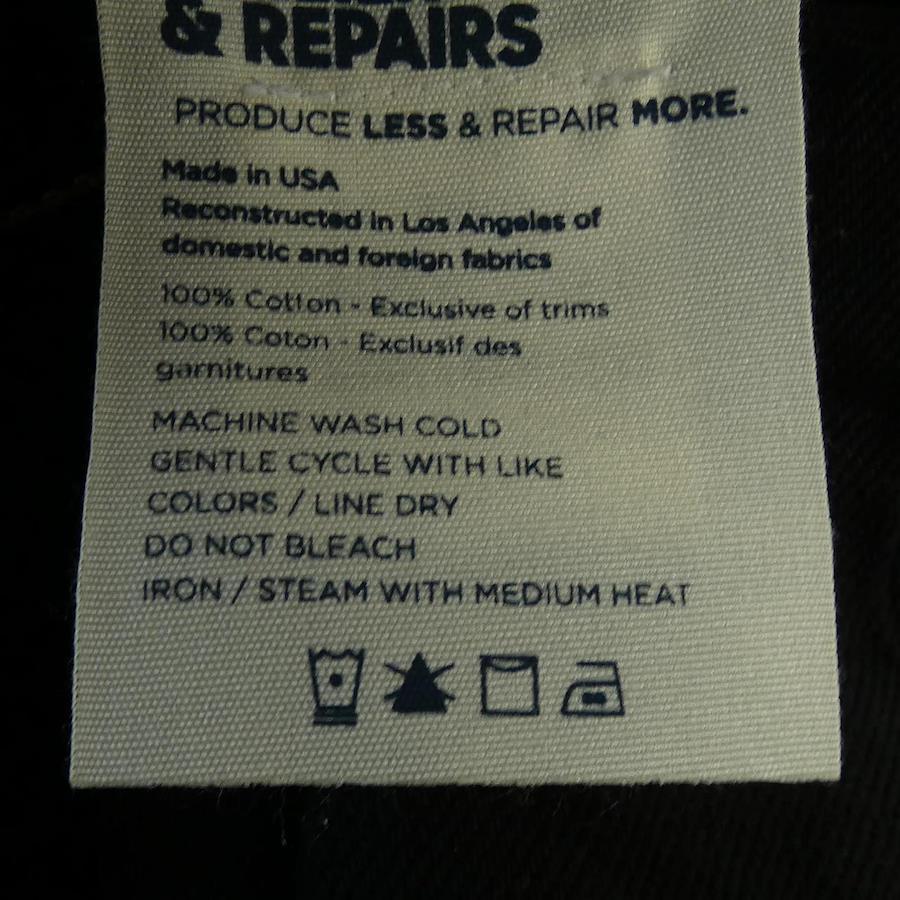 & REPAIRS
PRODUCE LESS & REPAIR MORE.
Made in USA
Reconstructed in Los Angeles of
domestic and foreign fabrics
100% Cotton - Exclusive of trims
100% Coton - Exclusif des
garnitures
MACHINE WASH COLD
GENTLE CYCLE WITH LIKE
COLORS / LINE DRY
DO NOT BLEACH
IRON / STEAM WITH MEDIUM HEAT